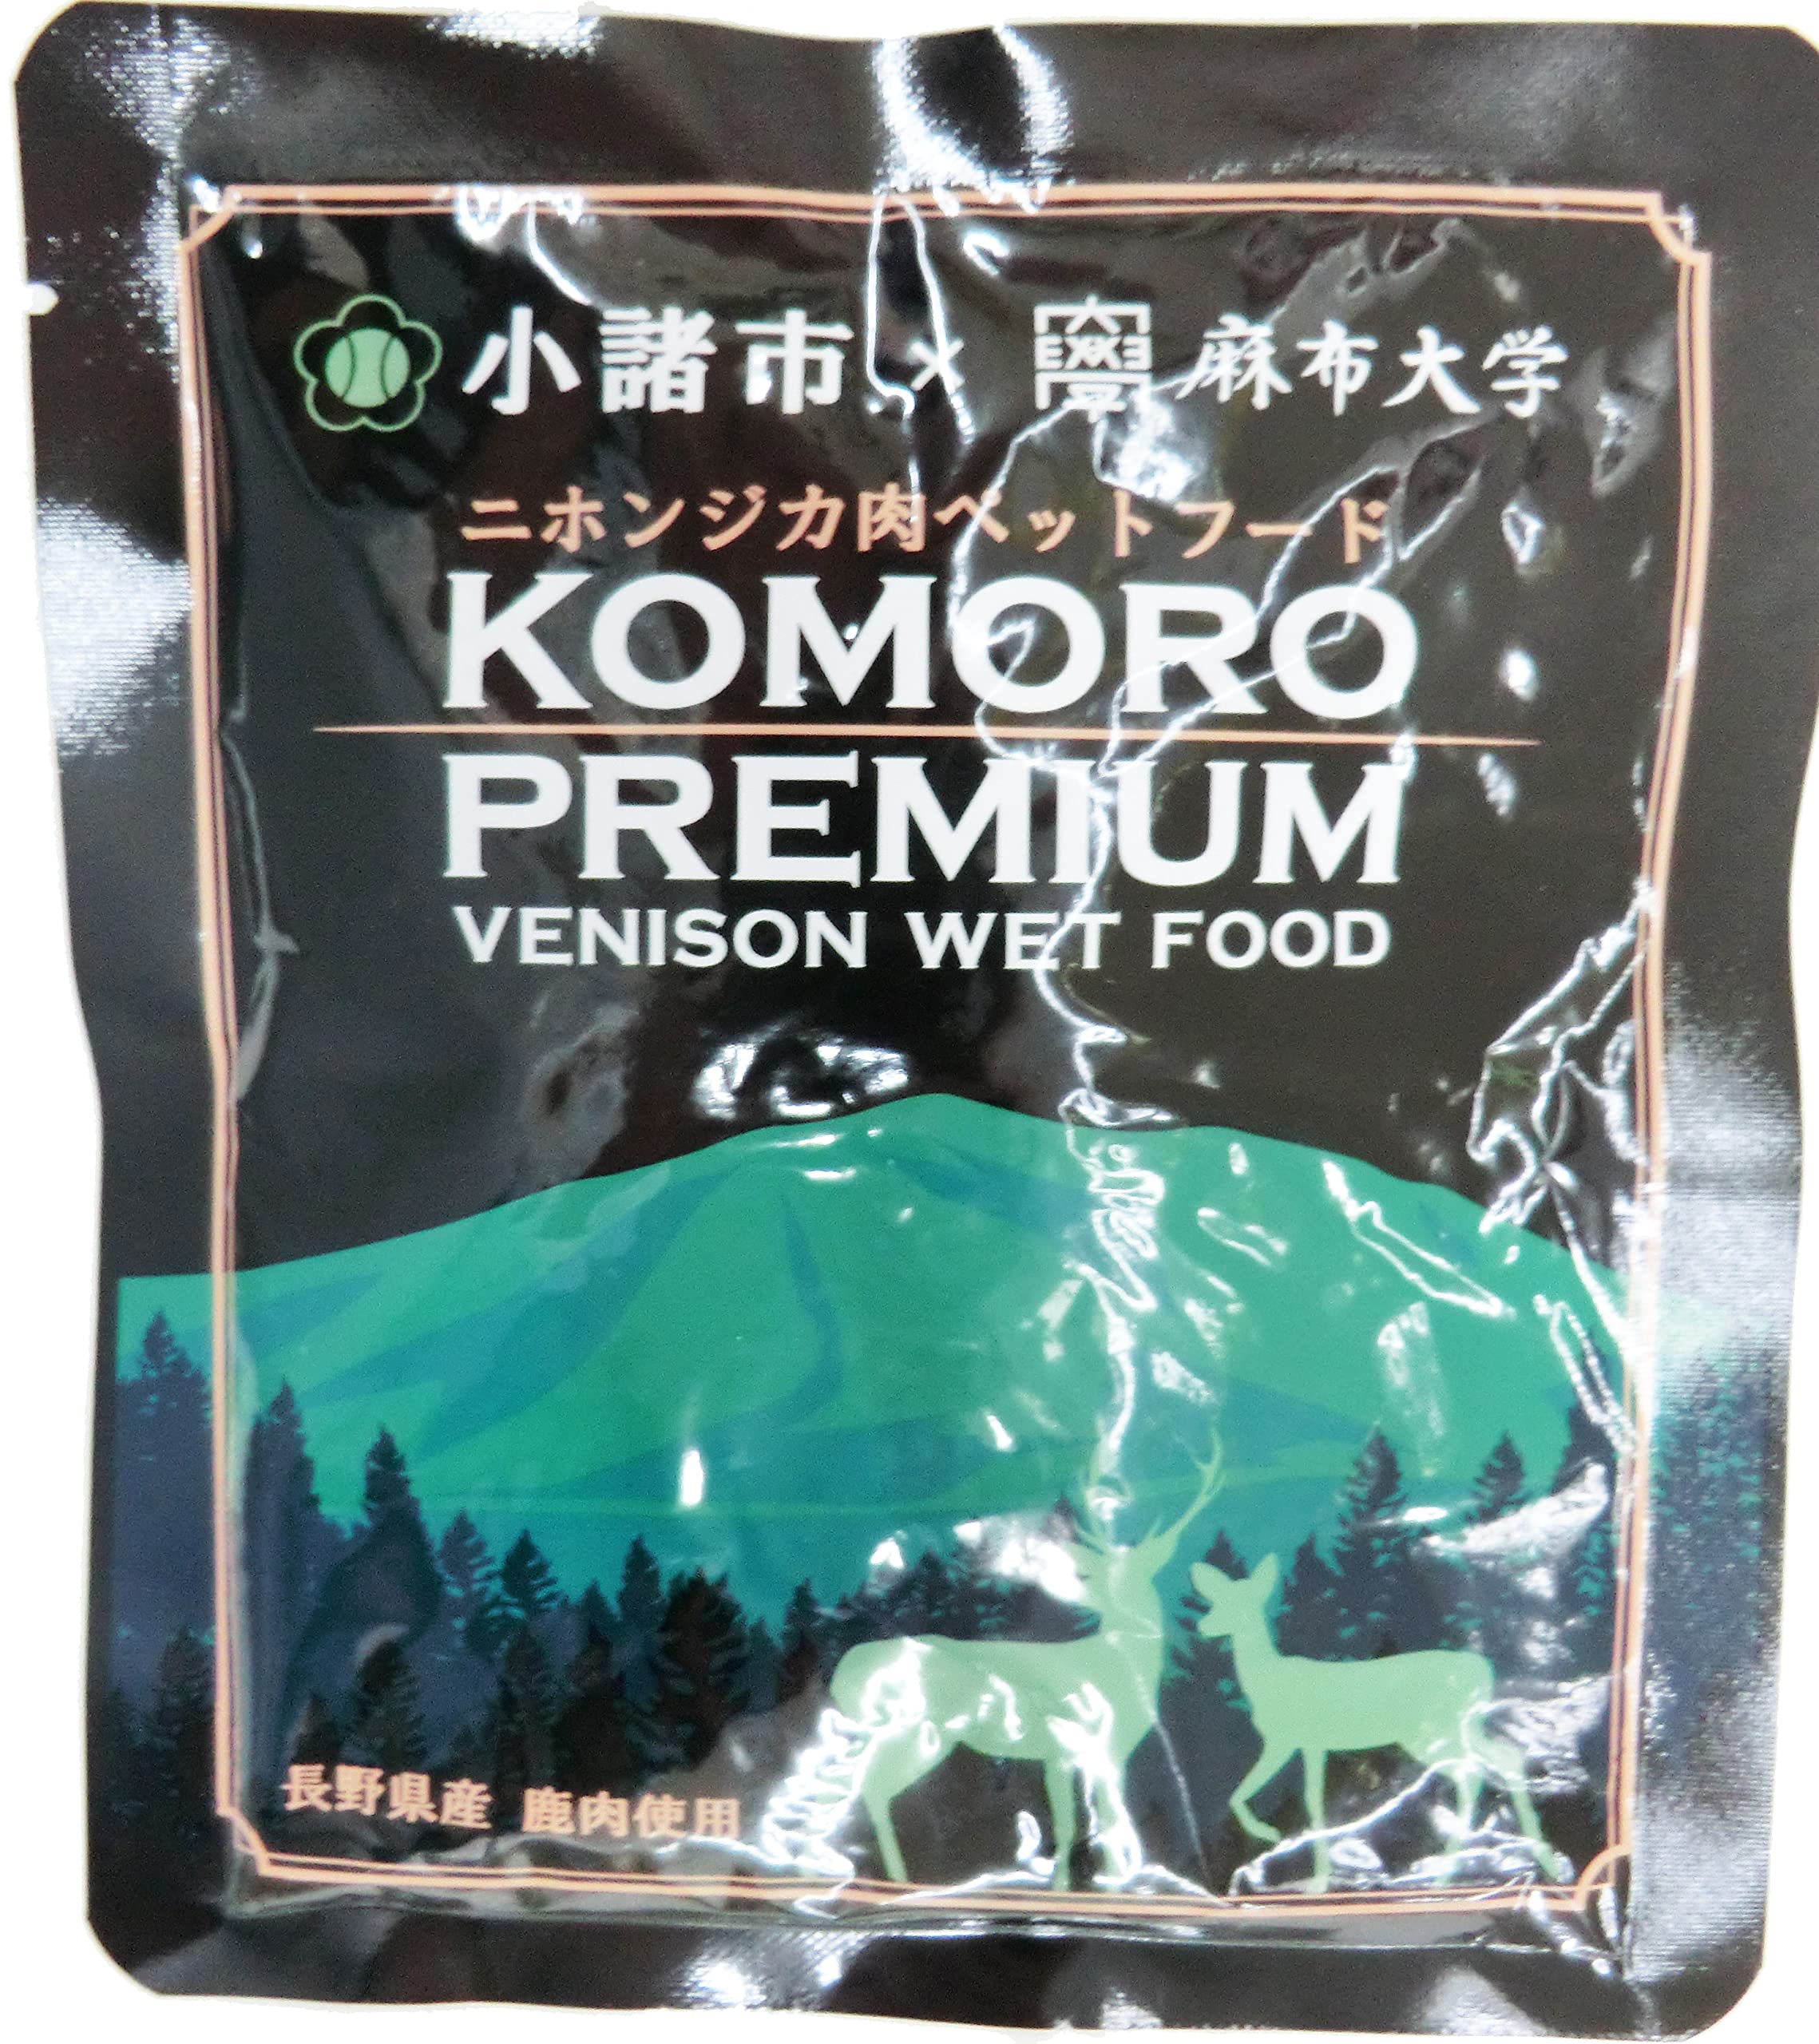 小諸市 × 麻布大学
ニホンジカ肉ペットフード
KOMORO
PREMIUM
VENISON WET FOOD
長野県産 鹿肉使用